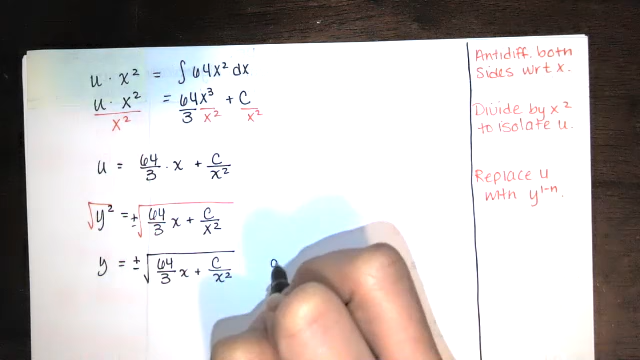 u · x² = ∫ 64x² dx
u · x² / x² = 64x³ / 3 x² + C / x²
u = 64/3 · x + C/x²
√y² = ±√(64/3 x + C/x²)
y = ±√(64/3 x + C/x²)
Antidiff. both
sides wrt x.
Divide by x²
to isolate u.
Replace u
with y¹⁻ⁿ.